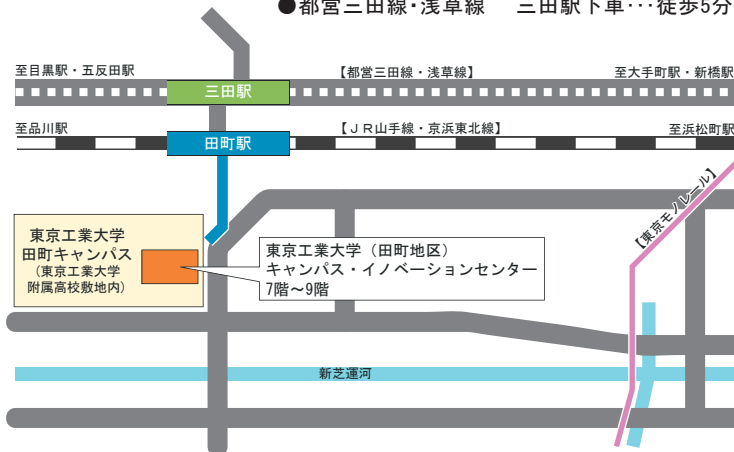 ●都営三田線・浅草線　三田駅下車･･･徒歩5分
至目黒駅・五反田駅
【都営三田線・浅草線】
至大手町駅・新橋駅
三田駅
至品川駅
【ＪＲ山手線・京浜東北線】
至浜松町駅
田町駅
【東京モノレール】
東京工業大学
田町キャンパス
（東京工業大学
附属高校敷地内）
東京工業大学（田町地区）
キャンパス・イノベーションセンター
7階～9階
新芝運河